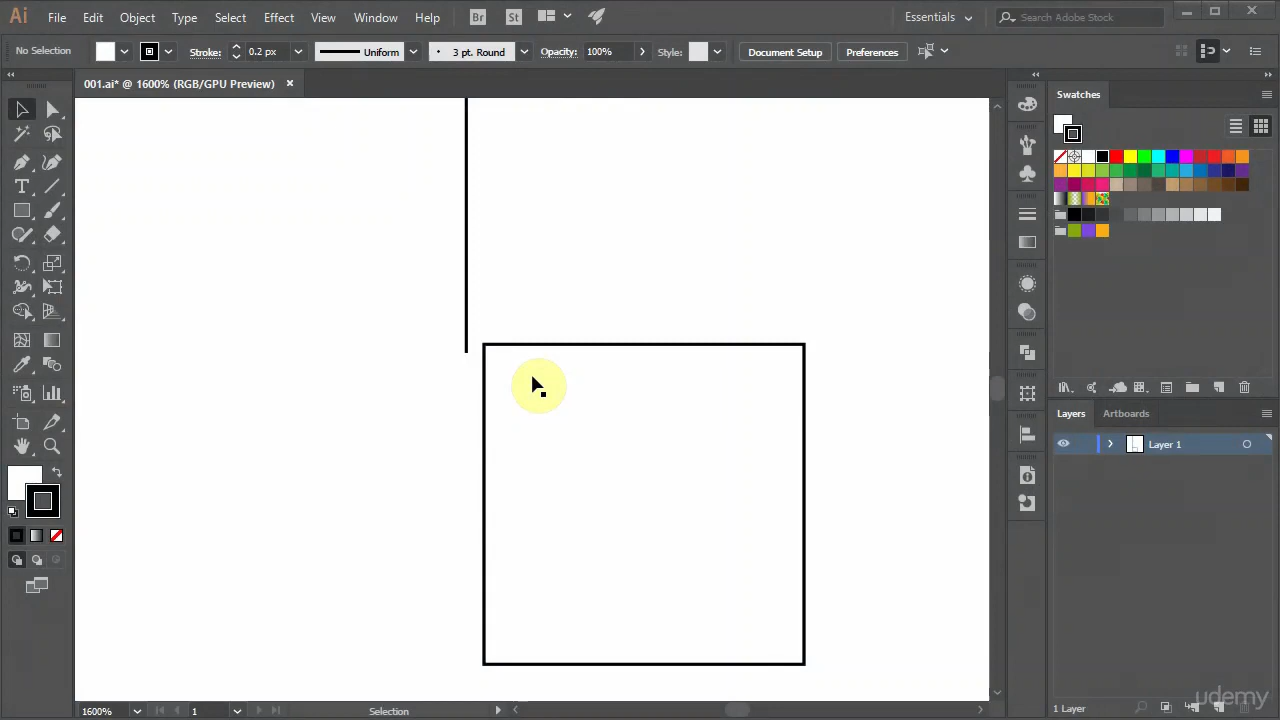 Ai File Edit Object Type Select Effect View Window Help Br St Essentials Search Adobe Stock
No Selection Stroke: 0.2 px Uniform 3 pt. Round Opacity: 100% Style: Document Setup Preferences
001.ai* @ 1600% (RGB/GPU Preview)
Swatches
Layers Artboards
Layer 1
1600% 1 Selection 1 Layer
udemy